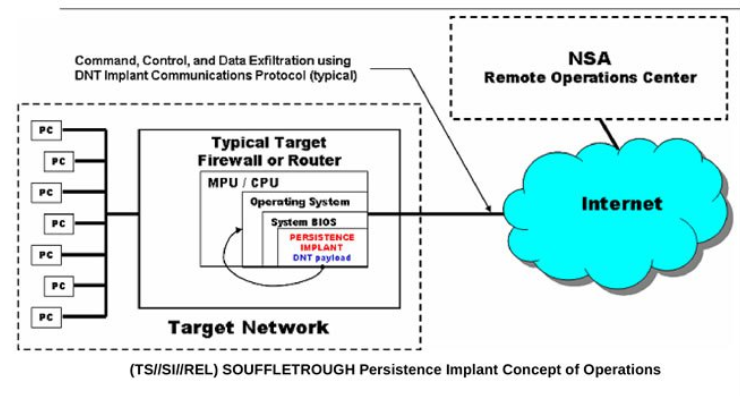 Command, Control, and Data Exfiltration using
DNT Implant Communications Protocol (typical)
NSA
Remote Operations Center
PC
PC
PC
PC
PC
PC
PC
Typical Target
Firewall or Router
MPU / CPU
Operating System
System BIOS
PERSISTENCE
IMPLANT
DNT payload
Internet
Target Network
(TS//SI//REL) SOUFFLETROUGH Persistence Implant Concept of Operations